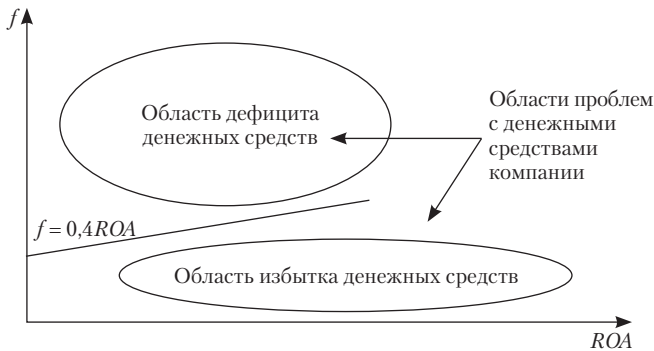 f
Область дефицита
денежных средств
Области проблем
с денежными
средствами
компании
f = 0,4ROA
Область избытка денежных средств
ROA